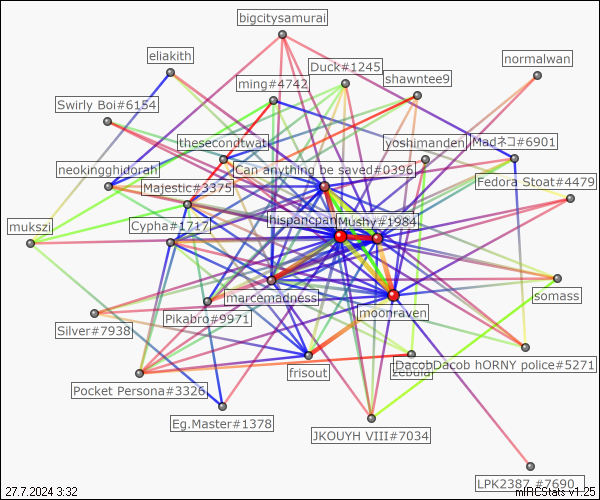 bigcitysamurai
eliakith
normalwan
Duck#1245
shawntee9
ming#4742
Swirly Boi#6154
thesecondtwat
yoshimanden
Madネコ#6901
neokingghidorah
Can anything be saved#0396
Majestic#3375
Fedora Stoat#4479
mukszi
Cypha#1717
hispanicpan
Mushy#1984
marcemadness
somass
Pikabro#9971
moonraven
Silver#7938
frisout
DacobDacob hORNY police#5271
Pocket Persona#3326
Eg.Master#1378
JKOUYH VIII#7034
LPK2387 #7690
27.7.2024 3:32
mIRCStats v1.25